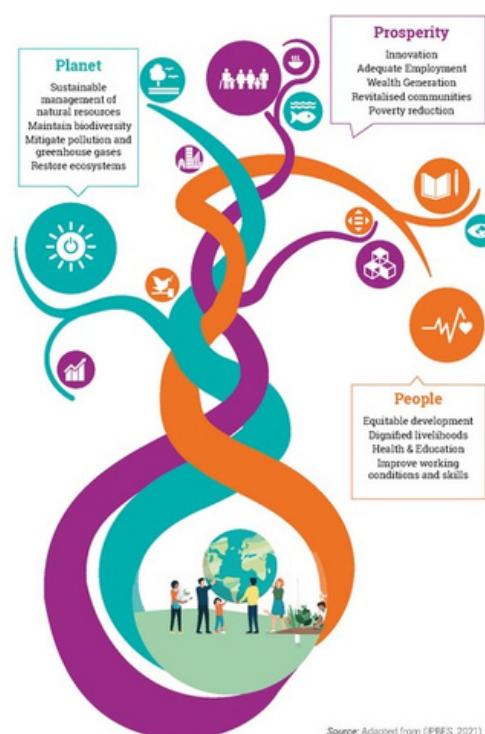 Planet
Sustainable
management of
natural resources
Maintain biodiversity
Mitigate pollution and
greenhouse gases
Restore ecosystems
Prosperity
Innovation
Adequate Employment
Wealth Generation
Revitalised communities
Poverty reduction
People
Equitable development
Dignified livelihoods
Health & Education
Improve working
conditions and skills
Source: Adapted from (IPBES, 2021)